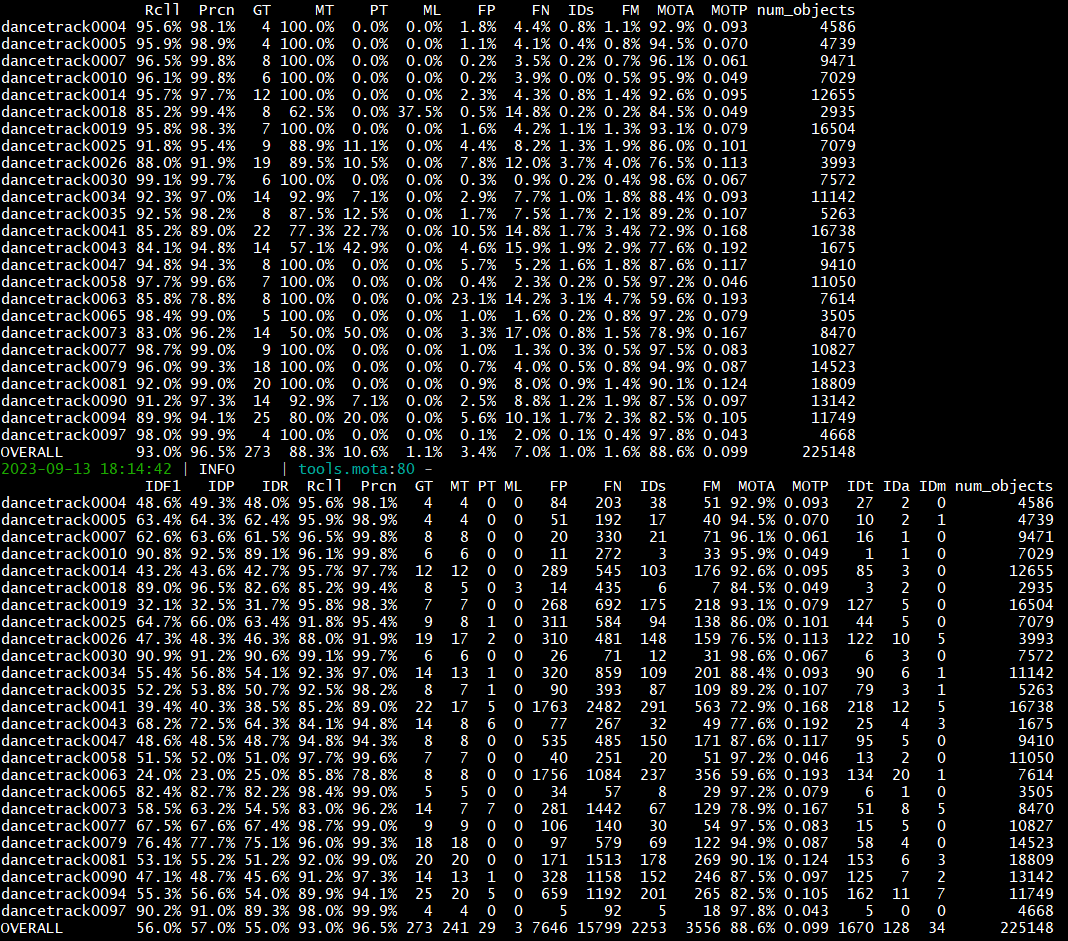 Rcll Prcn GT MT PT ML FP FN IDs FM MOTA MOTP num_objects
dancetrack0004 95.6% 98.1% 4 100.0% 0.0% 0.0% 1.8% 4.4% 0.8% 1.1% 92.9% 0.093 4586
dancetrack0005 95.9% 98.9% 4 100.0% 0.0% 0.0% 1.1% 4.1% 0.4% 0.8% 94.5% 0.070 4739
dancetrack0007 96.5% 99.8% 8 100.0% 0.0% 0.0% 0.2% 3.5% 0.2% 0.7% 96.1% 0.061 9471
dancetrack0010 96.1% 99.8% 6 100.0% 0.0% 0.0% 0.2% 3.9% 0.0% 0.5% 95.9% 0.049 7029
dancetrack0014 95.7% 97.7% 12 100.0% 0.0% 0.0% 2.3% 4.3% 0.8% 1.4% 92.6% 0.095 12655
dancetrack0018 85.2% 99.4% 8 62.5% 0.0% 37.5% 0.5% 14.8% 0.2% 0.2% 84.5% 0.049 2935
dancetrack0019 95.8% 98.3% 7 100.0% 0.0% 0.0% 1.6% 4.2% 1.1% 1.3% 93.1% 0.079 16504
dancetrack0025 91.8% 95.4% 9 88.9% 11.1% 0.0% 4.4% 8.2% 1.3% 1.9% 86.0% 0.101 7079
dancetrack0026 88.0% 91.9% 19 89.5% 10.5% 0.0% 7.8% 12.0% 3.7% 4.0% 76.5% 0.113 3993
dancetrack0030 99.1% 99.7% 6 100.0% 0.0% 0.0% 0.3% 0.9% 0.2% 0.4% 98.6% 0.067 7572
dancetrack0034 92.3% 97.0% 14 92.9% 7.1% 0.0% 2.9% 7.7% 1.0% 1.8% 88.4% 0.093 11142
dancetrack0035 92.5% 98.2% 8 87.5% 12.5% 0.0% 1.7% 7.5% 1.7% 2.1% 89.2% 0.107 5263
dancetrack0041 85.2% 89.0% 22 77.3% 22.7% 0.0% 10.5% 14.8% 1.7% 3.4% 72.9% 0.168 16738
dancetrack0043 84.1% 94.8% 14 57.1% 42.9% 0.0% 4.6% 15.9% 1.9% 2.9% 77.6% 0.192 1675
dancetrack0047 94.8% 94.3% 8 100.0% 0.0% 0.0% 5.7% 5.2% 1.6% 1.8% 87.6% 0.117 9410
dancetrack0058 97.7% 99.6% 7 100.0% 0.0% 0.0% 0.4% 2.3% 0.2% 0.5% 97.2% 0.046 11050
dancetrack0063 85.8% 78.8% 8 100.0% 0.0% 0.0% 23.1% 14.2% 3.1% 4.7% 59.6% 0.193 7614
dancetrack0065 98.4% 99.0% 5 100.0% 0.0% 0.0% 1.0% 1.6% 0.2% 0.8% 97.2% 0.079 3505
dancetrack0073 83.0% 96.2% 14 50.0% 50.0% 0.0% 3.3% 17.0% 0.8% 1.5% 78.9% 0.167 8470
dancetrack0077 98.7% 99.0% 9 100.0% 0.0% 0.0% 1.0% 1.3% 0.3% 0.5% 97.5% 0.083 10827
dancetrack0079 96.0% 99.3% 18 100.0% 0.0% 0.0% 0.7% 4.0% 0.5% 0.8% 94.9% 0.087 14523
dancetrack0081 92.0% 99.0% 20 100.0% 0.0% 0.0% 0.9% 8.0% 0.9% 1.4% 90.1% 0.124 18809
dancetrack0090 91.2% 97.3% 14 92.9% 7.1% 0.0% 2.5% 8.8% 1.2% 1.9% 87.5% 0.097 13142
dancetrack0094 89.9% 94.1% 25 80.0% 20.0% 0.0% 5.6% 10.1% 1.7% 2.3% 82.5% 0.105 11749
dancetrack0097 98.0% 99.9% 4 100.0% 0.0% 0.0% 0.1% 2.0% 0.1% 0.4% 97.8% 0.043 4668
OVERALL 93.0% 96.5% 273 88.3% 10.6% 1.1% 3.4% 7.0% 1.0% 1.6% 88.6% 0.099 225148
2023-09-13 18:14:42 | INFO | tools.mota:80 -
IDF1 IDP IDR Rcll Prcn GT MT PT ML FP FN IDs FM MOTA MOTP IDt IDa IDm num_objects
dancetrack0004 48.6% 49.3% 48.0% 95.6% 98.1% 4 4 0 0 84 203 38 51 92.9% 0.093 27 2 0 4586
dancetrack0005 63.4% 64.3% 62.4% 95.9% 98.9% 4 4 0 0 51 192 17 40 94.5% 0.070 10 2 1 4739
dancetrack0007 62.6% 63.6% 61.5% 96.5% 99.8% 8 8 0 0 20 330 21 71 96.1% 0.061 16 1 0 9471
dancetrack0010 90.8% 92.5% 89.1% 96.1% 99.8% 6 6 0 0 11 272 3 33 95.9% 0.049 1 1 0 7029
dancetrack0014 43.2% 43.6% 42.7% 95.7% 97.7% 12 12 0 0 289 545 103 176 92.6% 0.095 85 3 0 12655
dancetrack0018 89.0% 96.5% 82.6% 85.2% 99.4% 8 5 0 3 14 435 6 7 84.5% 0.049 3 2 0 2935
dancetrack0019 32.1% 32.5% 31.7% 95.8% 98.3% 7 7 0 0 268 692 175 218 93.1% 0.079 127 5 0 16504
dancetrack0025 64.7% 66.0% 63.4% 91.8% 95.4% 9 8 1 0 311 584 94 138 86.0% 0.101 44 5 0 7079
dancetrack0026 47.3% 48.3% 46.3% 88.0% 91.9% 19 17 2 0 310 481 148 159 76.5% 0.113 122 10 5 3993
dancetrack0030 90.9% 91.2% 90.6% 99.1% 99.7% 6 6 0 0 26 71 12 31 98.6% 0.067 6 3 0 7572
dancetrack0034 55.4% 56.8% 54.1% 92.3% 97.0% 14 13 1 0 320 859 109 201 88.4% 0.093 90 6 1 11142
dancetrack0035 52.2% 53.8% 50.7% 92.5% 98.2% 8 7 1 0 90 393 87 109 89.2% 0.107 79 3 1 5263
dancetrack0041 39.4% 40.3% 38.5% 85.2% 89.0% 22 17 5 0 1763 2482 291 563 72.9% 0.168 218 12 5 16738
dancetrack0043 68.2% 72.5% 64.3% 84.1% 94.8% 14 8 6 0 77 267 32 49 77.6% 0.192 25 4 3 1675
dancetrack0047 48.6% 48.5% 48.7% 94.8% 94.3% 8 8 0 0 535 485 150 171 87.6% 0.117 95 5 0 9410
dancetrack0058 51.5% 52.0% 51.0% 97.7% 99.6% 7 7 0 0 40 251 20 51 97.2% 0.046 13 2 0 11050
dancetrack0063 24.0% 23.0% 25.0% 85.8% 78.8% 8 8 0 0 1756 1084 237 356 59.6% 0.193 134 20 1 7614
dancetrack0065 82.4% 82.7% 82.2% 98.4% 99.0% 5 5 0 0 34 57 8 29 97.2% 0.079 6 1 0 3505
dancetrack0073 58.5% 63.2% 54.5% 83.0% 96.2% 14 7 7 0 281 1442 67 129 78.9% 0.167 51 8 5 8470
dancetrack0077 67.5% 67.6% 67.4% 98.7% 99.0% 9 9 0 0 106 140 30 54 97.5% 0.083 15 5 0 10827
dancetrack0079 76.4% 77.7% 75.1% 96.0% 99.3% 18 18 0 0 97 579 69 122 94.9% 0.087 58 4 0 14523
dancetrack0081 53.1% 55.2% 51.2% 92.0% 99.0% 20 20 0 0 171 1513 178 269 90.1% 0.124 153 6 3 18809
dancetrack0090 47.1% 48.7% 45.6% 91.2% 97.3% 14 13 1 0 328 1158 152 246 87.5% 0.097 125 7 2 13142
dancetrack0094 55.3% 56.6% 54.0% 89.9% 94.1% 25 20 5 0 659 1192 201 265 82.5% 0.105 162 11 7 11749
dancetrack0097 90.2% 91.0% 89.3% 98.0% 99.9% 4 4 0 0 5 92 5 18 97.8% 0.043 5 0 0 4668
OVERALL 56.0% 57.0% 55.0% 93.0% 96.5% 273 241 29 3 7646 15799 2253 3556 88.6% 0.099 1670 128 34 225148